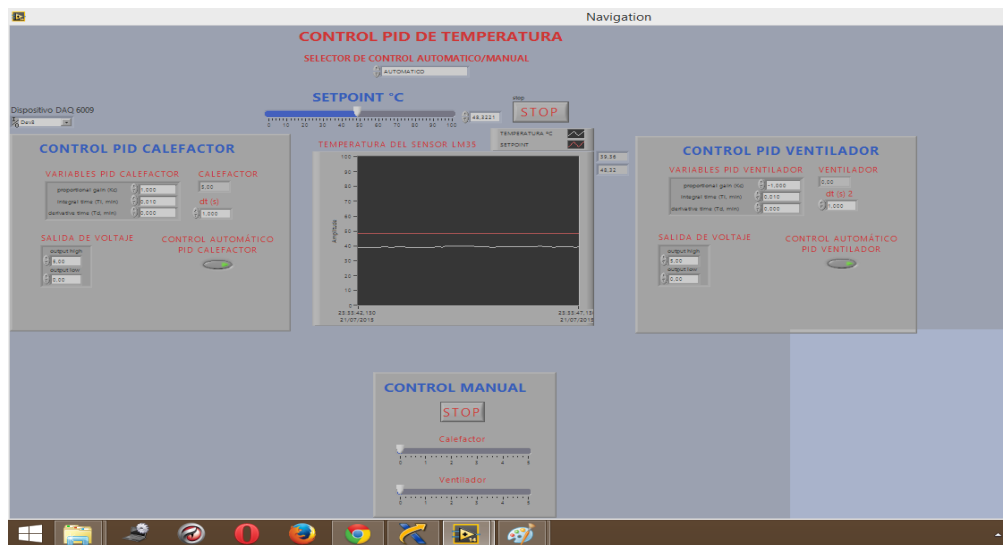 Navigation
CONTROL PID DE TEMPERATURA
SELECTOR DE CONTROL AUTOMATICO/MANUAL
AUTOMATICO
SETPOINT °C
stop
STOP
Dispositivo DAQ 6009
Dev5
48,3221
0 10 20 30 40 50 60 70 80 90 100
TEMPERATURA ºC
SETPOINT
CONTROL PID CALEFACTOR
VARIABLES PID CALEFACTOR
CALEFACTOR
proportional gain (Kc)
1,000
integral time (Ti, min)
0,010
derivative time (Td, min)
0,000
5,00
dt (s)
1,000
SALIDA DE VOLTAJE
output high
5,00
output low
0,00
CONTROL AUTOMÁTICO
PID CALEFACTOR
TEMPERATURA DEL SENSOR LM35
48,32
Amplitude
100
90
80
70
60
50
40
30
20
10
0
23:33:42,130
21/07/2015
21/07/2015
CONTROL PID VENTILADOR
VARIABLES PID VENTILADOR
VENTILADOR
proportional gain (Kc)
-1,000
integral time (Ti, min)
0,010
derivative time (Td, min)
0,000
0,00
dt (s) 2
1,000
SALIDA DE VOLTAJE
output high
5,00
output low
0,00
CONTROL AUTOMÁTICO
PID VENTILADOR
CONTROL MANUAL
STOP
Calefactor
0 1 2 3 4 5
Ventilador
0 1 2 3 4 5